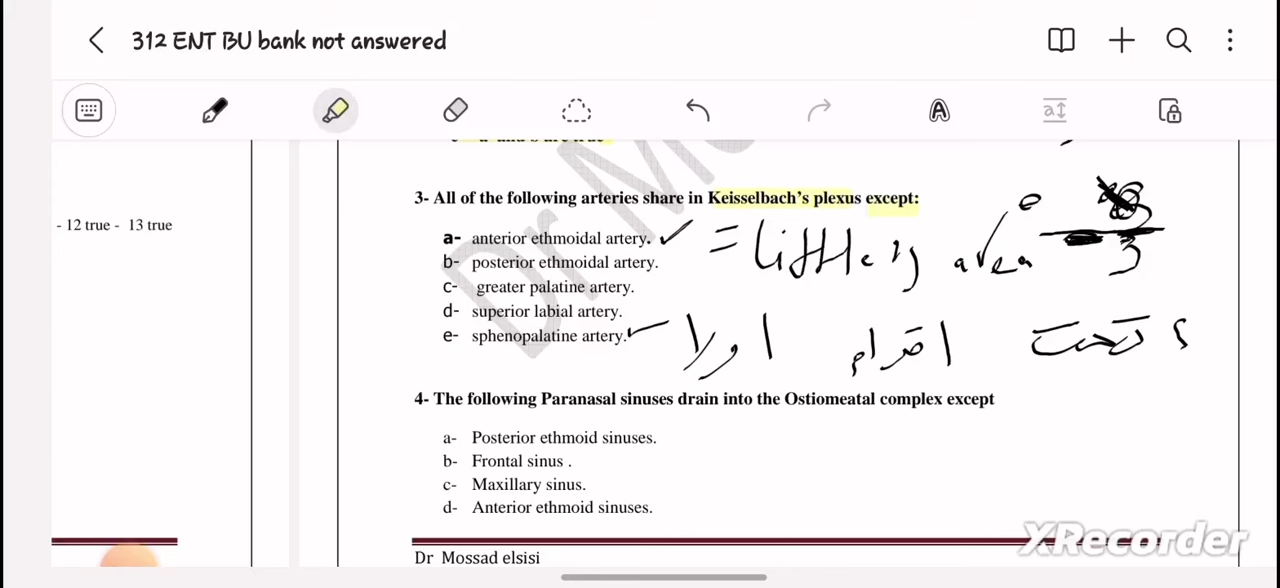 312 ENT BU bank not answered
- 12 true - 13 true
3- All of the following arteries share in Keisselbach's plexus except:
a- anterior ethmoidal artery.
= little's area
b- posterior ethmoidal artery.
c- greater palatine artery.
d- superior labial artery.
e- sphenopalatine artery.
تحت اقدام اورا
4- The following Paranasal sinuses drain into the Ostiomeatal complex except
a- Posterior ethmoid sinuses.
b- Frontal sinus .
c- Maxillary sinus.
d- Anterior ethmoid sinuses.
Dr Mossad elsisi
XRecorder